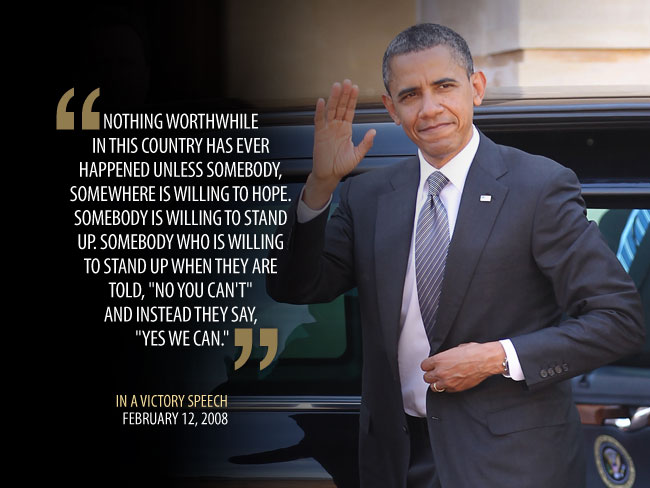 “ NOTHING WORTHWHILE
IN THIS COUNTRY HAS EVER
HAPPENED UNLESS SOMEBODY,
SOMEWHERE IS WILLING TO HOPE.
SOMEBODY IS WILLING TO STAND
UP. SOMEBODY WHO IS WILLING
TO STAND UP WHEN THEY ARE
TOLD, "NO YOU CAN'T"
AND INSTEAD THEY SAY,
"YES WE CAN." ”
IN A VICTORY SPEECH
FEBRUARY 12, 2008